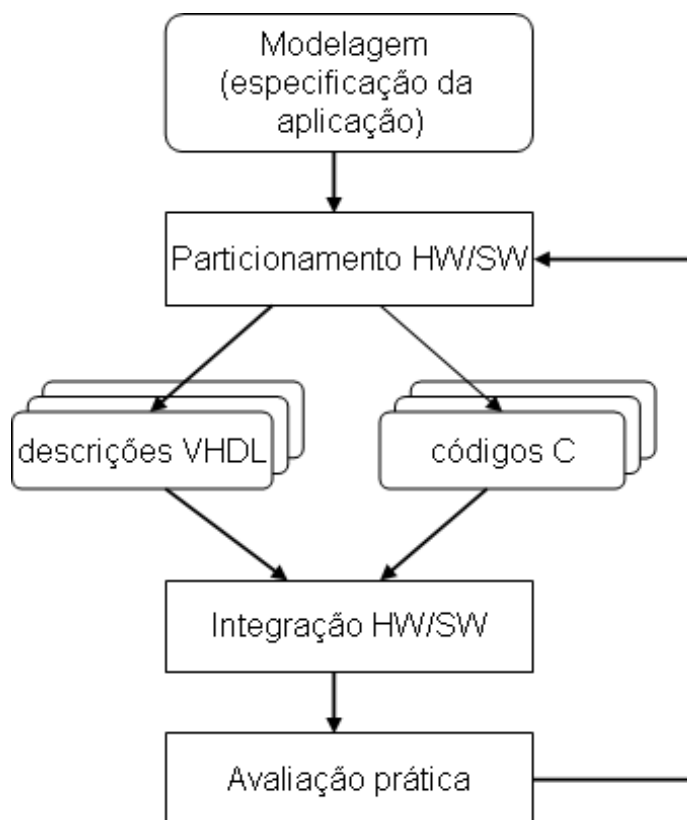 Modelagem
(especificação da
aplicação)
Particionamento HW/SW
descrições VHDL
códigos C
Integração HW/SW
Avaliação prática